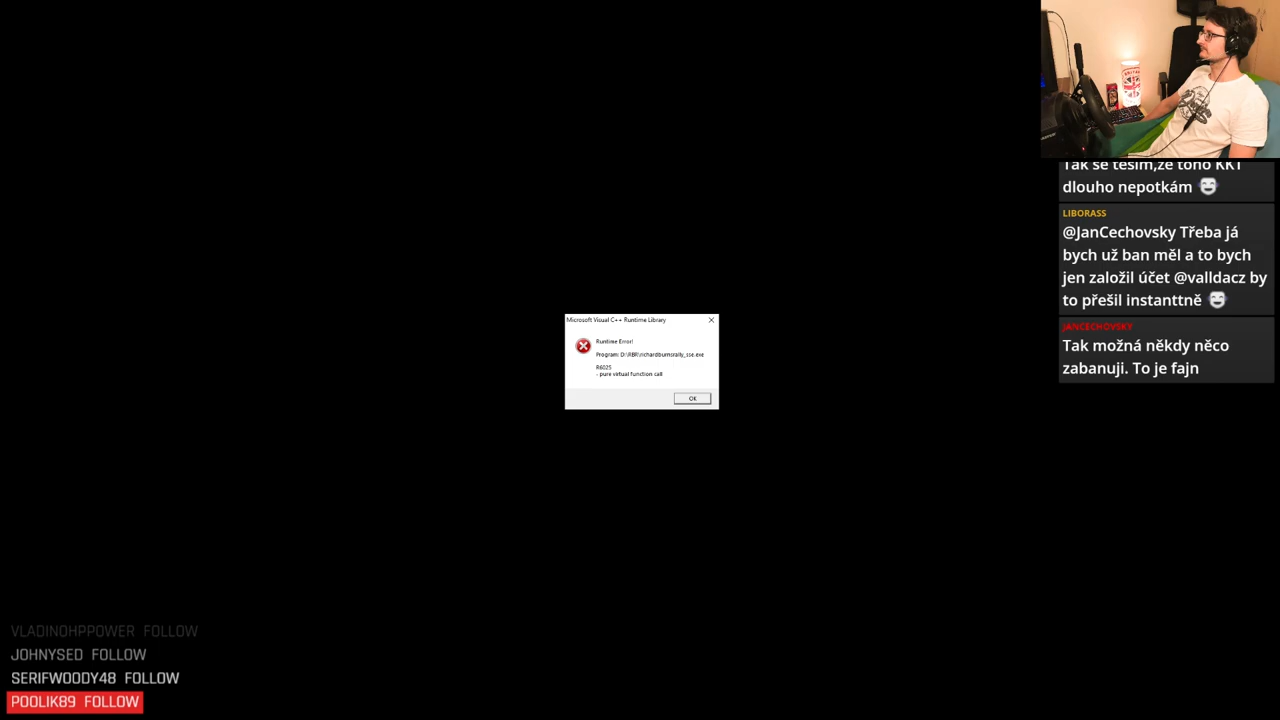 Tak se těším,že toho KKT
dlouho nepotkám
LIBORASS
@JanCechovsky Třeba já
bych už ban měl a to bych
jen založil účet @valldacz by
to přešil instanttně
JANCECHOVSKY
Tak možná někdy něco
zabanuji. To je fajn
Microsoft Visual C++ Runtime Library
Runtime Error!
Program: D:\RBR\richardburnsrally_sse.exe
R6025
- pure virtual function call
OK
VLADINOHPPOWER FOLLOW
JOHNYSED FOLLOW
SERIFWOODY48 FOLLOW
POOLIK89 FOLLOW